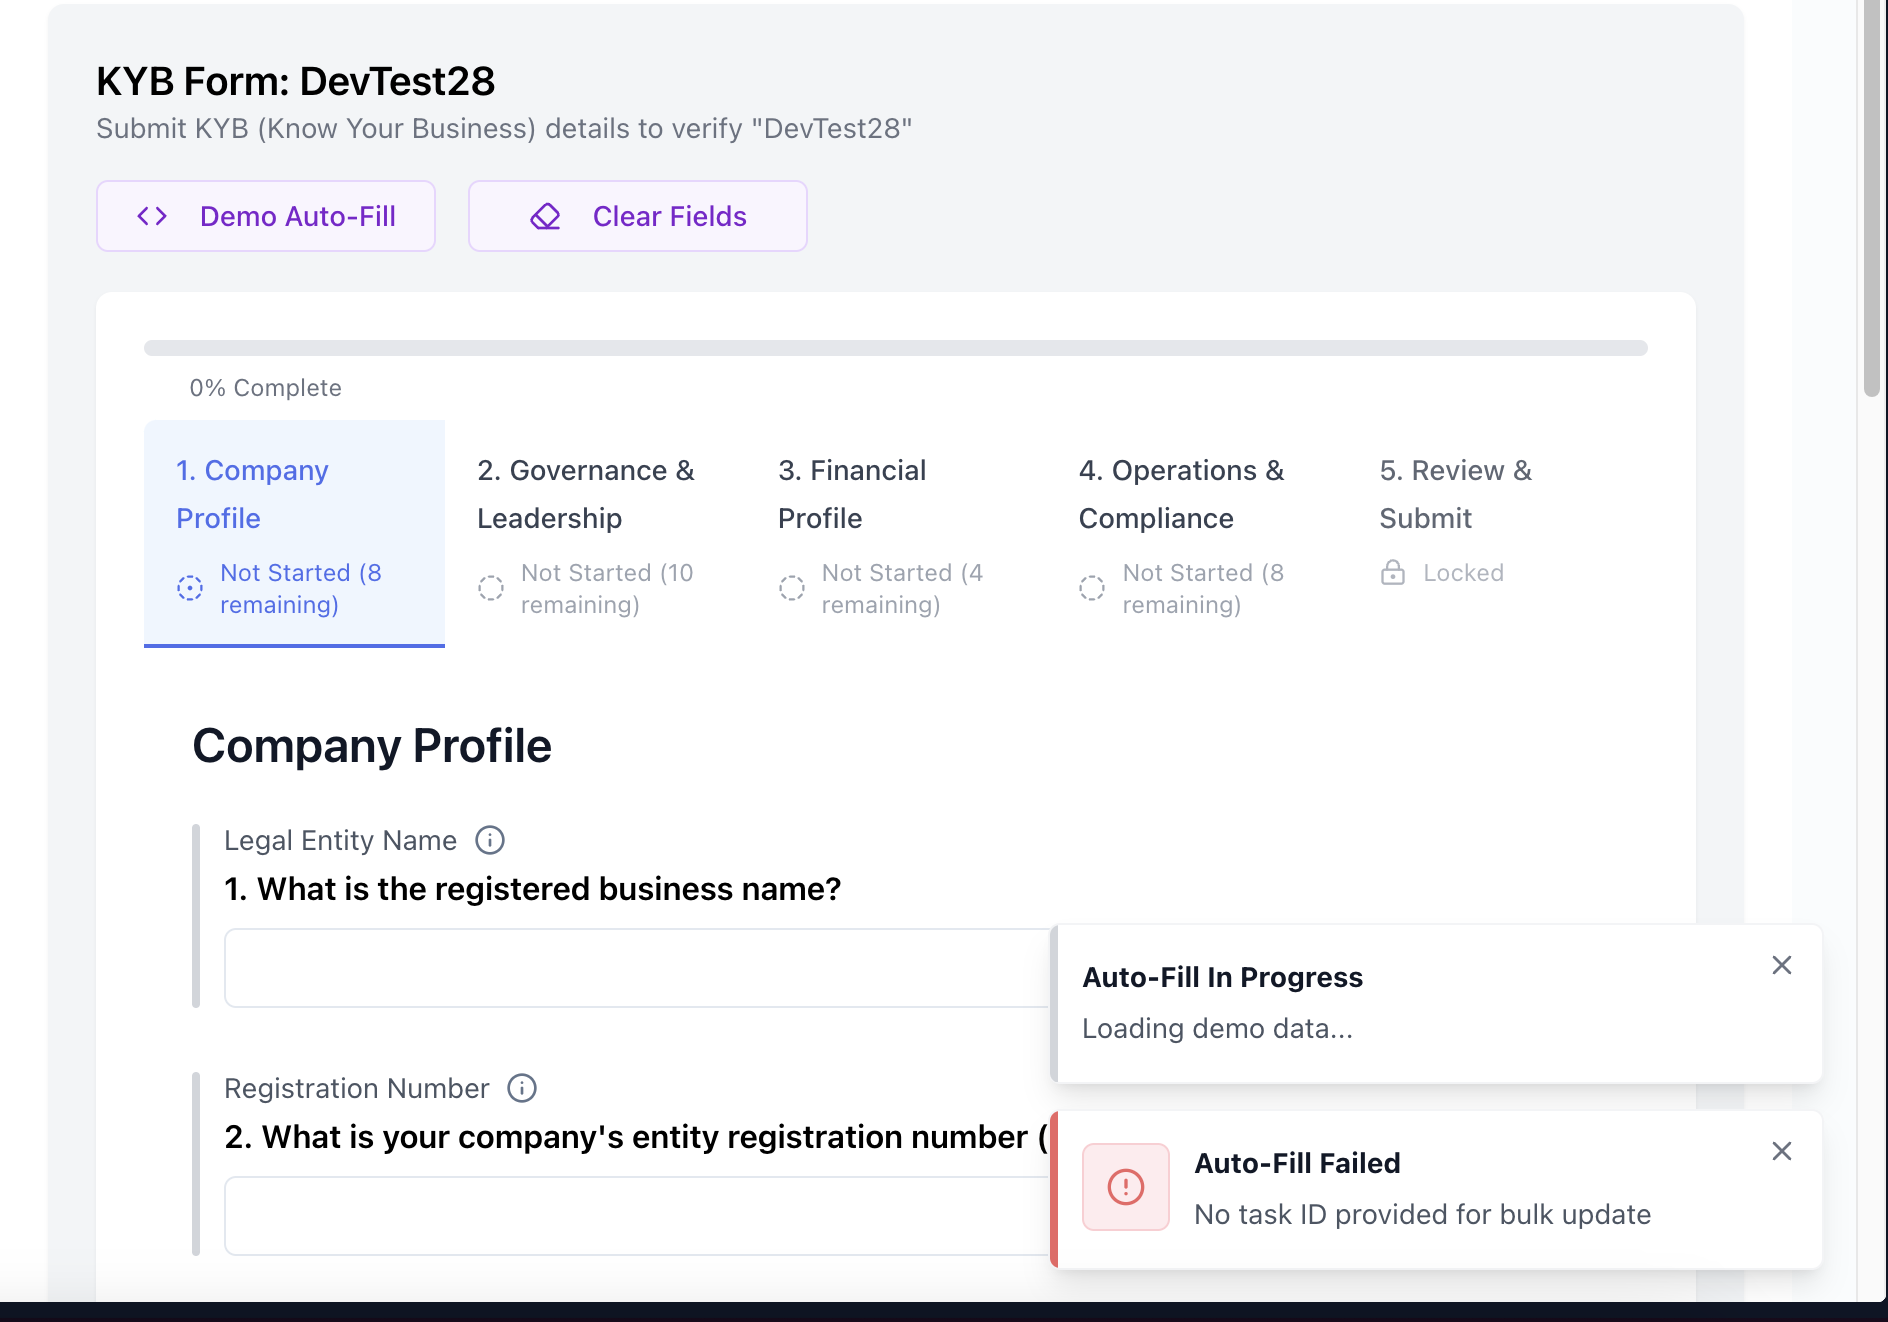 KYB Form: DevTest28
Submit KYB (Know Your Business) details to verify "DevTest28"
Demo Auto-Fill
Clear Fields
0% Complete
1. Company
Profile
Not Started (8
remaining)
2. Governance &
Leadership
Not Started (10
remaining)
3. Financial
Profile
Not Started (4
remaining)
4. Operations &
Compliance
Not Started (8
remaining)
5. Review &
Submit
Locked
Company Profile
Legal Entity Name
1. What is the registered business name?
Registration Number
2. What is your company's entity registration number (
Auto-Fill In Progress
Loading demo data...
Auto-Fill Failed
No task ID provided for bulk update